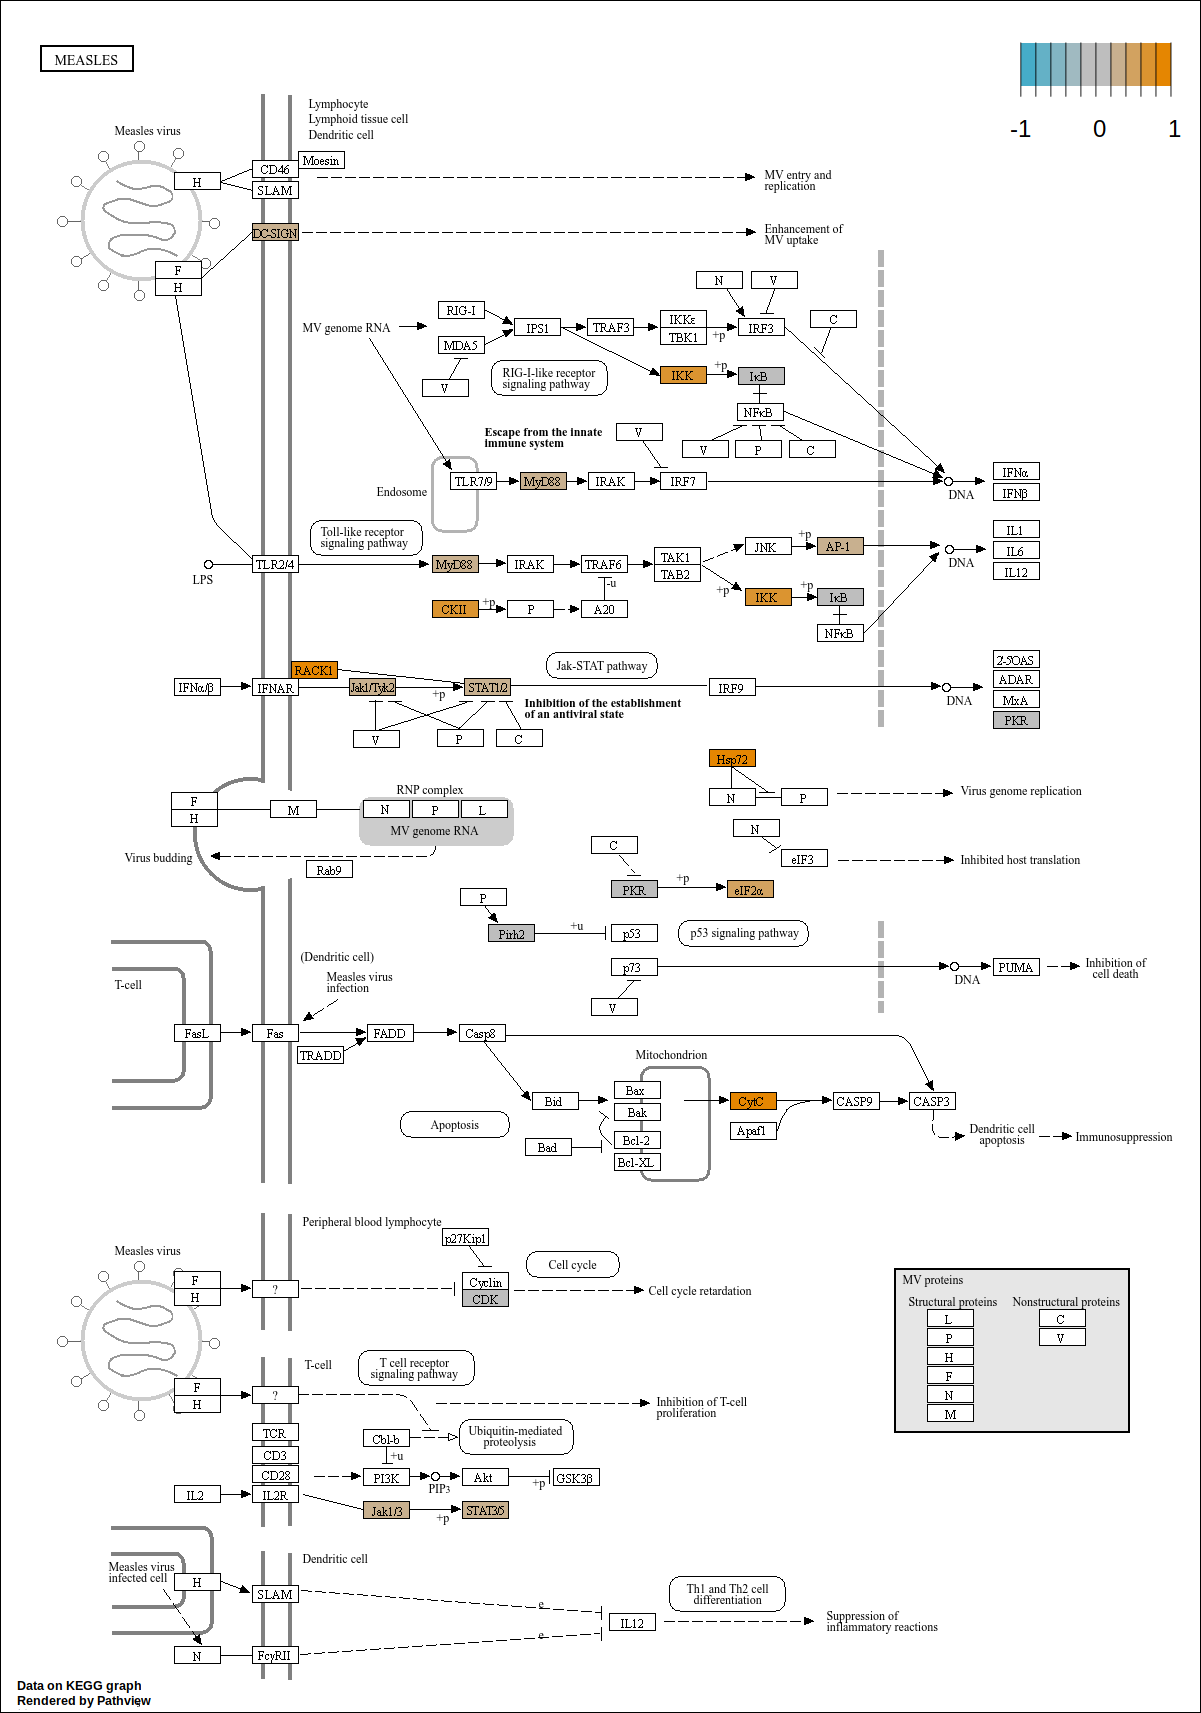 MEASLES
-1
0
1
Lymphocyte
Lymphoid tissue cell
Dendritic cell
Measles virus
Moesin
CD46
H
SLAM
MV entry and
replication
DC-SIGN
Enhancement of
MV uptake
F
H
N
V
RIG-I
IKKε
C
MV genome RNA
IPS1
TRAF3
IRF3
TBK1
+p
MDA5
RIG-I-like receptor
signaling pathway
+p
IKK
IκB
V
NFκB
Escape from the innate
immune system
V
V
P
C
TLR7/9
MyD88
IRAK
IRF7
IFNα
Endosome
DNA
IFNβ
Toll-like receptor
signaling pathway
IL1
+p
JNK
AP-1
IL6
TAK1
TLR2/4
MyD88
IRAK
TRAF6
TAB2
DNA
IL12
LPS
-u
+p
+p
IKK
IκB
CKII
+p
P
A20
NFκB
RACK1
Jak-STAT pathway
2'-5'OAS
ADAR
IFNα/β
IFNAR
Jak1/Tyk2
+p
STAT1/2
IRF9
DNA
MxA
PKR
Inhibition of the establishment
of an antiviral state
V
P
C
Hsp72
RNP complex
N
P
Virus genome replication
F
M
N
P
L
H
MV genome RNA
N
Virus budding
eIF3
Inhibited host translation
Rab9
C
PKR
+p
eIF2α
P
Pirh2
+u
p53
p53 signaling pathway
(Dendritic cell)
p73
PUMA
Inhibition of
cell death
DNA
T-cell
Measles virus
infection
V
FasL
Fas
FADD
Casp8
TRADD
Mitochondrion
Bax
Bid
CytC
CASP9
CASP3
Bak
Apoptosis
Apaf1
Dendritic cell
apoptosis
Immunosuppression
Bad
Bcl-2
Bcl-XL
Peripheral blood lymphocyte
p27Kip1
Measles virus
Cell cycle
F
?
Cyclin
Cell cycle retardation
H
CDK
MV proteins
Structural proteins
Nonstructural proteins
L
C
P
V
H
F
N
M
T-cell
T cell receptor
signaling pathway
F
?
Inhibition of T-cell
proliferation
H
TCR
Cbl-b
Ubiquitin-mediated
proteolysis
CD3
+u
CD28
PI3K
PIP3
Akt
+p
GSK3β
IL2
IL2R
Jak1/3
+p
STAT3/5
Dendritic cell
Measles virus
infected cell
H
SLAM
e
Th1 and Th2 cell
differentiation
IL12
Suppression of
inflammatory reactions
e
N
FcγRII
Data on KEGG graph
Rendered by Pathview